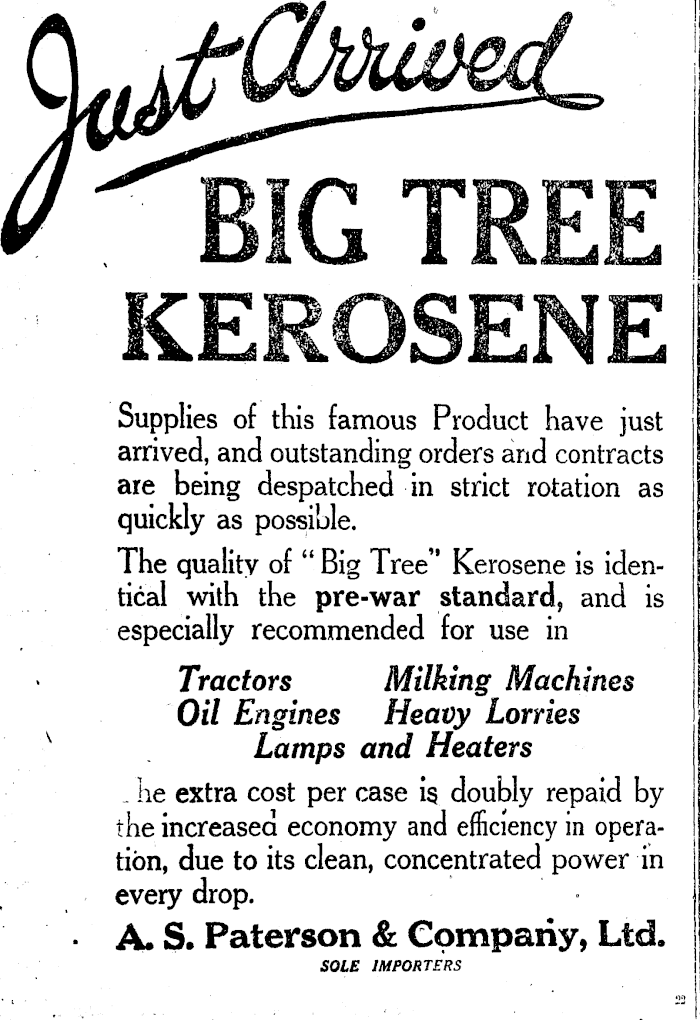 Just Arrived
BIG TREE
KEROSENE
Supplies of this famous Product have just
arrived, and outstanding orders and contracts
are being despatched in strict rotation as
quickly as possible.
The quality of “Big Tree” Kerosene is iden-
tical with the pre-war standard, and is
especially recommended for use in
Tractors Milking Machines
Oil Engines Heavy Lorries
Lamps and Heaters
The extra cost per case is doubly repaid by
the increased economy and efficiency in opera-
tion, due to its clean, concentrated power in
every drop.
A. S. Paterson & Company, Ltd.
SOLE IMPORTERS
22